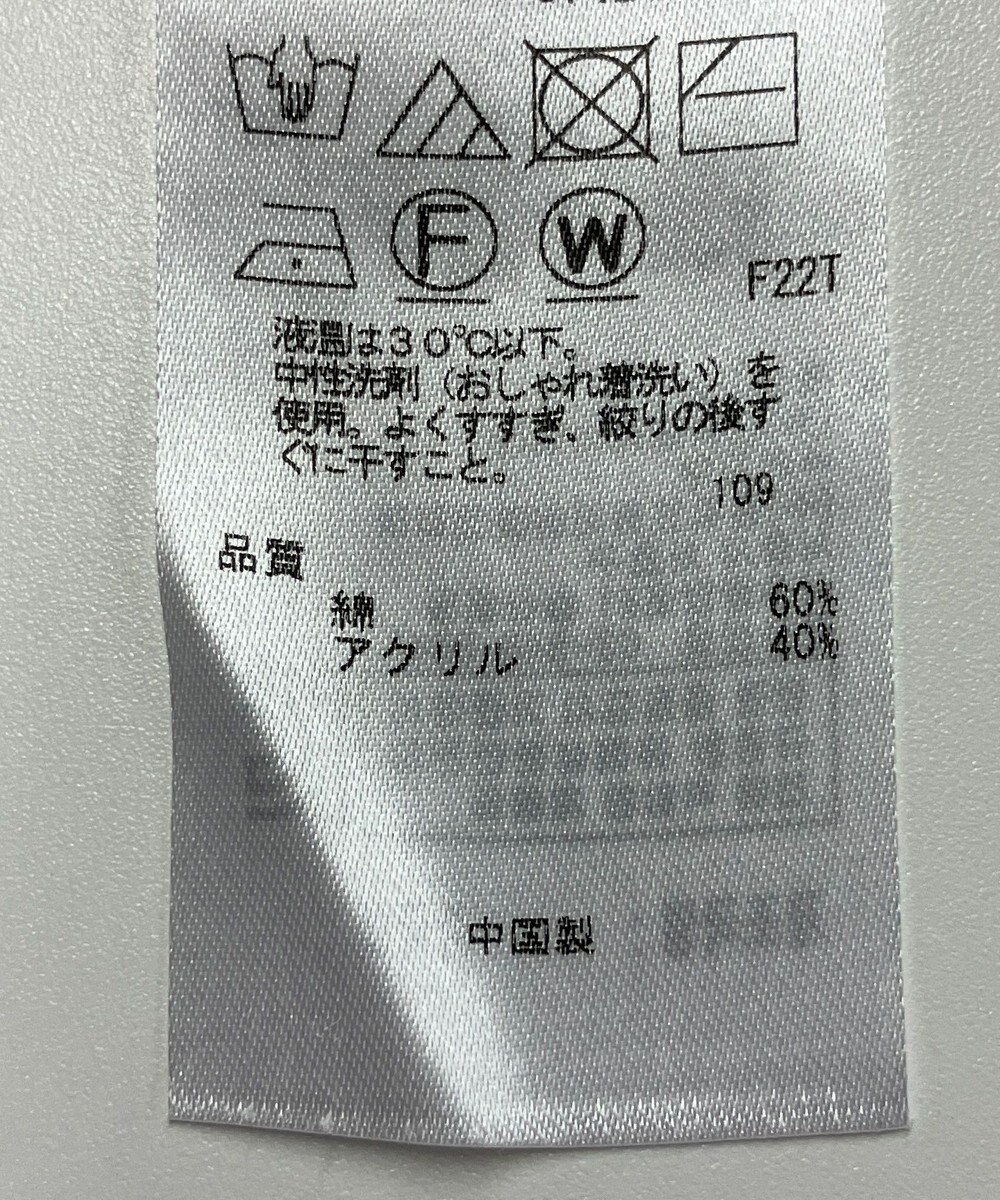 F W F22T
液温は30℃以下。
中性洗剤（おしゃれ着洗い）を
使用。よくすすぎ、絞りの後す
ぐに干すこと。
109
品質
綿 60%
アクリル 40%
中国製